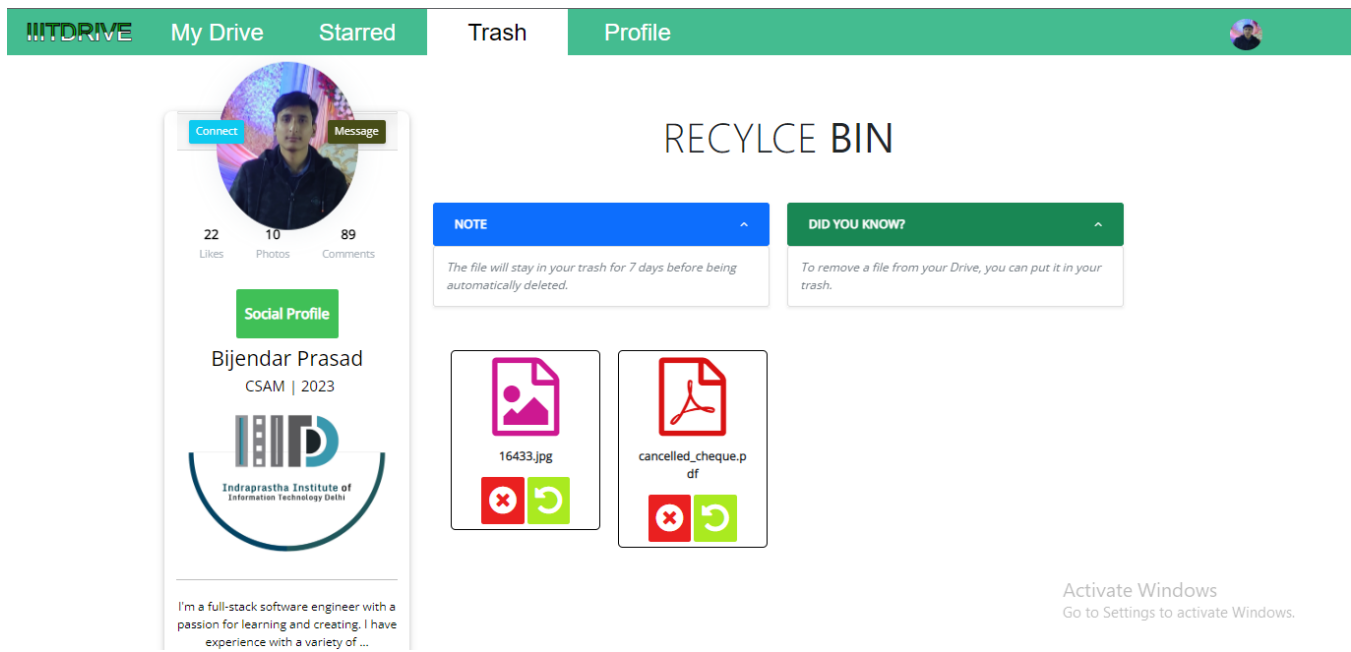 IIITDRIVE My Drive Starred Trash Profile
Connect Message
22 10 89
Likes Photos Comments
Social Profile
Bijendar Prasad
CSAM | 2023
IIITD
Indraprastha Institute of
Information Technology Delhi
I'm a full-stack software engineer with a
passion for learning and creating. I have
experience with a variety of ...
RECYLCE BIN
NOTE
The file will stay in your trash for 7 days before being
automatically deleted.
DID YOU KNOW?
To remove a file from your Drive, you can put it in your
trash.
16433.jpg
cancelled_cheque.p
df
Activate Windows
Go to Settings to activate Windows.